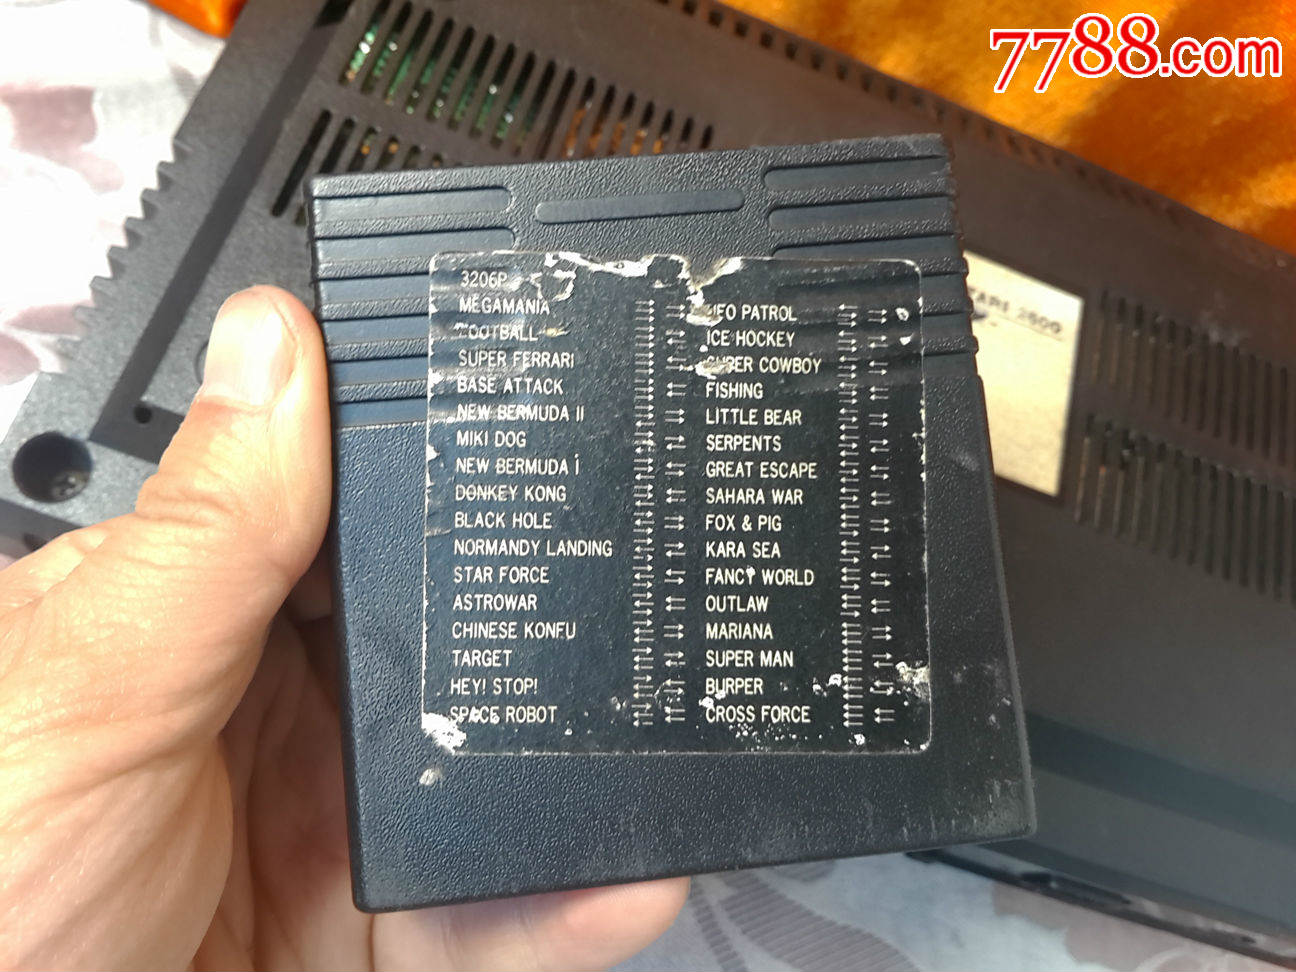 7788.com
3206P
MEGAMANIA
FOOTBALL
SUPER FERRARI
BASE ATTACK
NEW BERMUDA II
MIKI DOG
NEW BERMUDA I
DONKEY KONG
BLACK HOLE
NORMANDY LANDING
STAR FORCE
ASTROWAR
CHINESE KONFU
TARGET
HEY! STOP!
SPACE ROBOT
UFO PATROL
ICE HOCKEY
SUPER COWBOY
FISHING
LITTLE BEAR
SERPENTS
GREAT ESCAPE
SAHARA WAR
FOX & PIG
KARA SEA
FANCY WORLD
OUTLAW
MARIANA
SUPER MAN
BURPER
CROSS FORCE